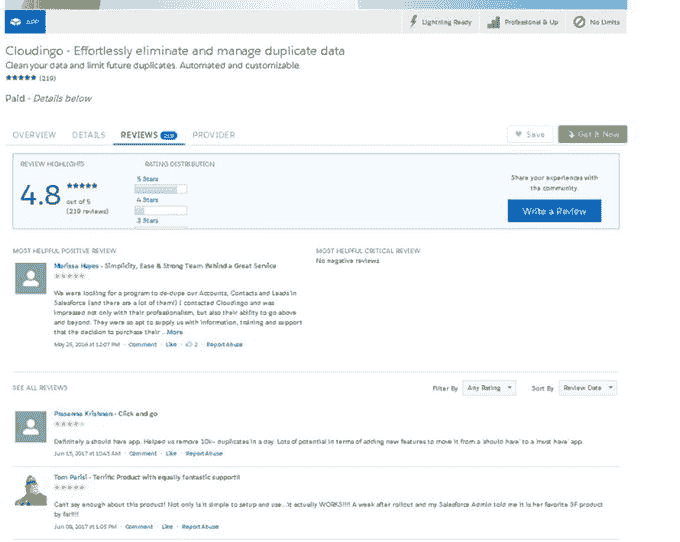 APP
Lightning Ready
Professional & Up
No Limits
Cloudingo - Effortlessly eliminate and manage duplicate data
Clean your data and limit future duplicates. Automated and customizable.
(219)
Paid - Details below
OVERVIEW DETAILS REVIEWS 219 PROVIDER
Save
Get It Now
REVIEW HIGHLIGHTS
4.8
out of 5
(219 reviews)
RATING DISTRIBUTION
5 Stars
4 Stars
3 Stars
Share your experiences with
the community.
Write a Review
MOST HELPFUL POSITIVE REVIEW
Marissa Hayes - Simplicity, Ease & Strong Team Behind a Great Service
We were looking for a program to de-dupe our Accounts, Contacts and Leads in
Salesforce (and there are a lot of them!) I contacted Cloudingo and was
impressed not only with their professionalism, but also their ability to go above
and beyond. They were so apt to supply us with information, training and support
that the decision to purchase their ...More
May 25, 2016 at 12:07 PM · Comment · Like · 2 · Report Abuse
MOST HELPFUL CRITICAL REVIEW
No negative reviews.
SEE ALL REVIEWS
Filter By Any Rating
Sort By Review Date
Prasanna Krishnan - Click and go
Definitely a should have app. Helped us remove 10k+ duplicates in a day. Lots of potential in terms of adding new features to move it from a 'should have' to a 'must have' app.
Jun 15, 2017 at 10:43 AM · Comment · Like · Report Abuse
Tom Parisi - Terrific Product with equally fantastic support!!
Can't say enough about this product! Not only is it simple to setup and use...it actually WORKS!!!! A week after rollout and my Salesforce Admin told me it is her favorite SF product
by far!!!!
Jun 09, 2017 at 1:05 PM · Comment · Like · Report Abuse